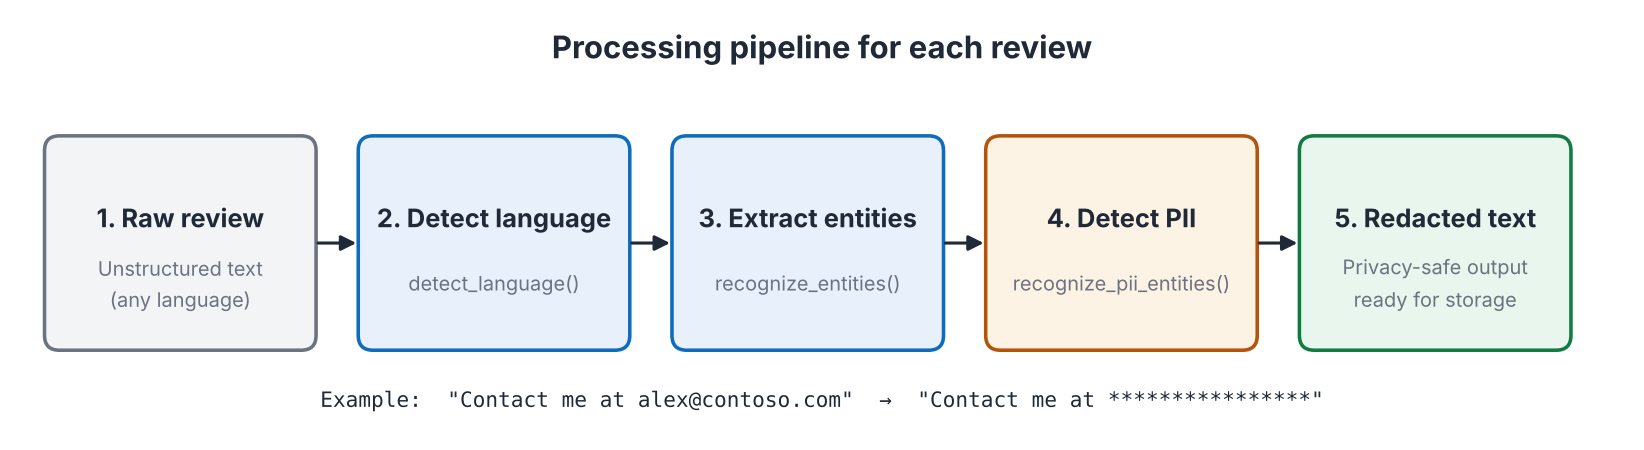 Processing pipeline for each review
1. Raw review
Unstructured text
(any language)
2. Detect language
detect_language()
3. Extract entities
recognize_entities()
4. Detect PII
recognize_pii_entities()
5. Redacted text
Privacy-safe output
ready for storage
Example: "Contact me at alex@contoso.com" → "Contact me at ****************"